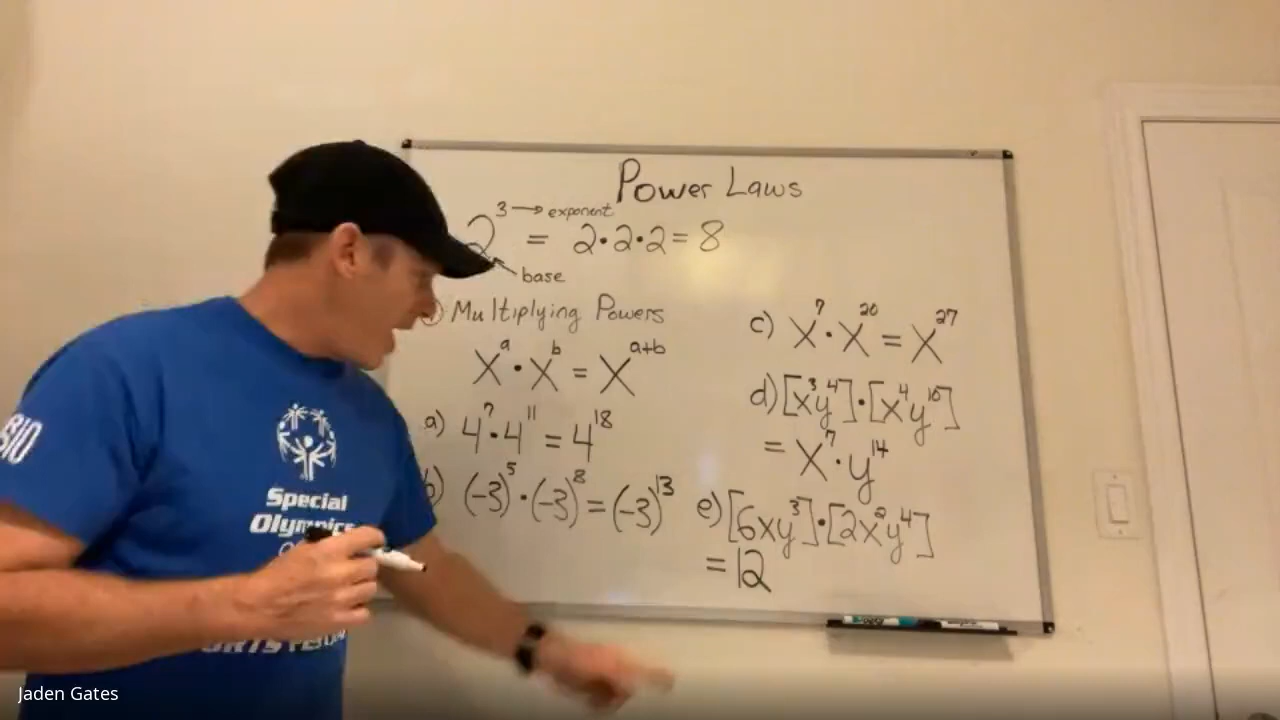 Power Laws
2³ → exponent = 2·2·2 = 8
base
① Multiplying Powers
xᵃ · xᵇ = xᵃ⁺ᵇ
a) 4⁷·4¹¹ = 4¹⁸
b) (-3)⁵ · (-3)⁸ = (-3)¹³
c) x⁷ · x²⁰ = x²⁷
d) [x³y⁴]·[x⁴y¹⁰]
= x⁷ · y¹⁴
e) [6xy³]·[2x²y⁴]
= 12
Special
Olympics
Jaden Gates